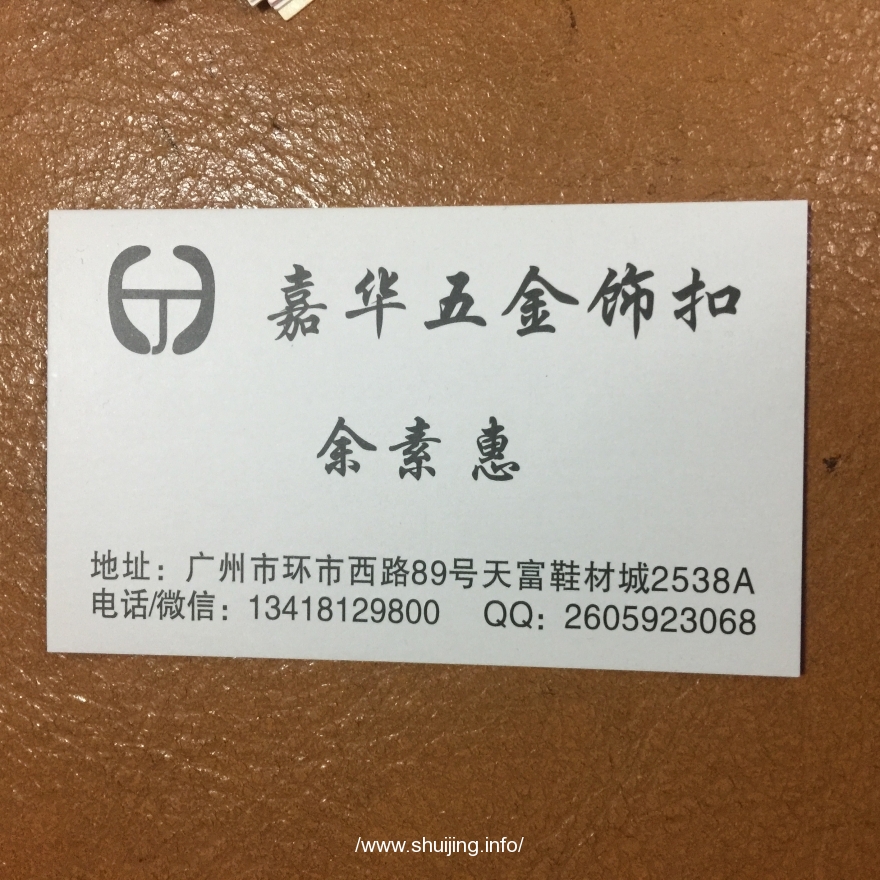 嘉华五金饰扣
余素惠
地址：广州市环市西路89号天富鞋材城2538A
电话/微信：13418129800 QQ：2605923068
/www.shuijing.info/